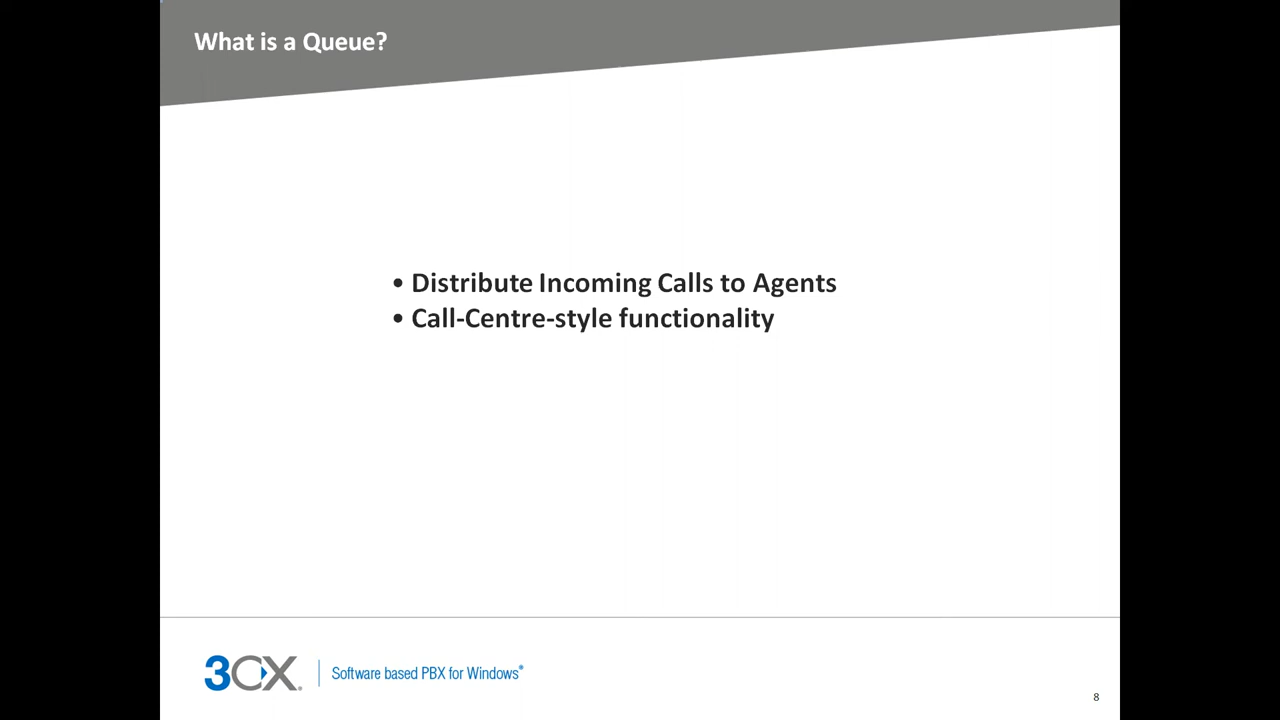 What is a Queue?
• Distribute Incoming Calls to Agents
• Call-Centre-style functionality
3CX® Software based PBX for Windows®
8